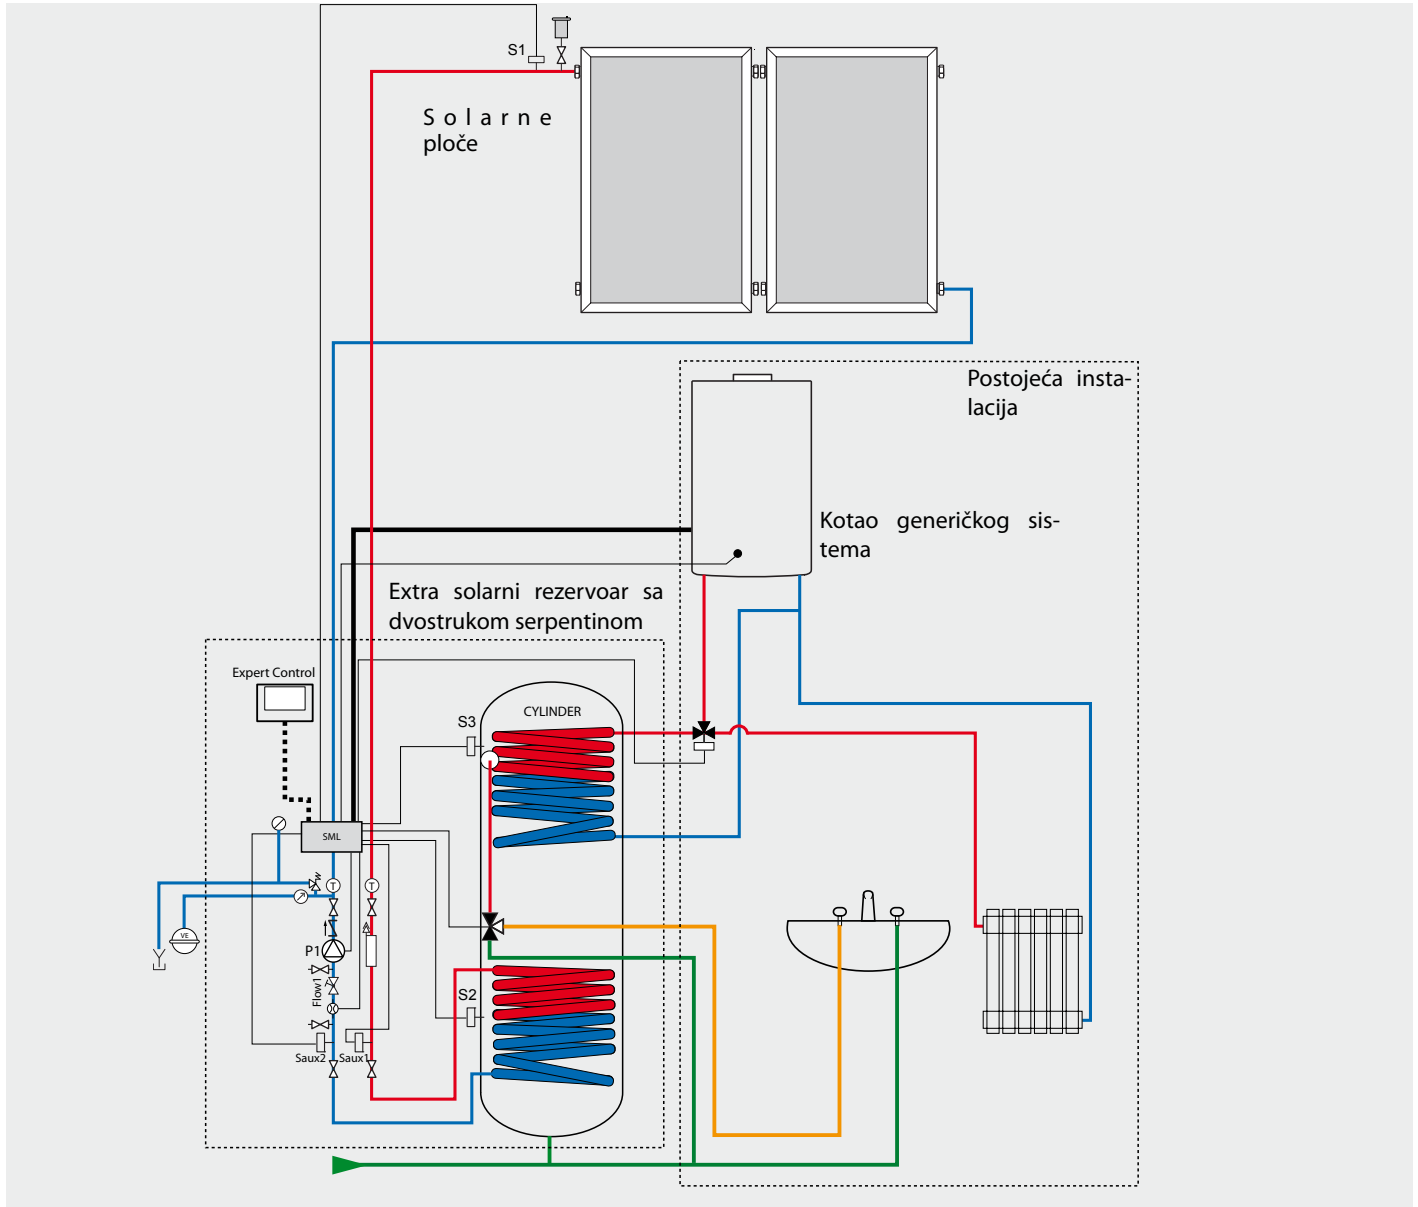 S1
Solarne
ploče
Postojeća insta-
lacija
Kotao generičkog sis-
tema
Extra solarni rezervoar sa
dvostrukom serpentinom
Expert Control
CYLINDER
S3
SML
T
T
VE
P1
Flow1
S2
Saux2
Saux1